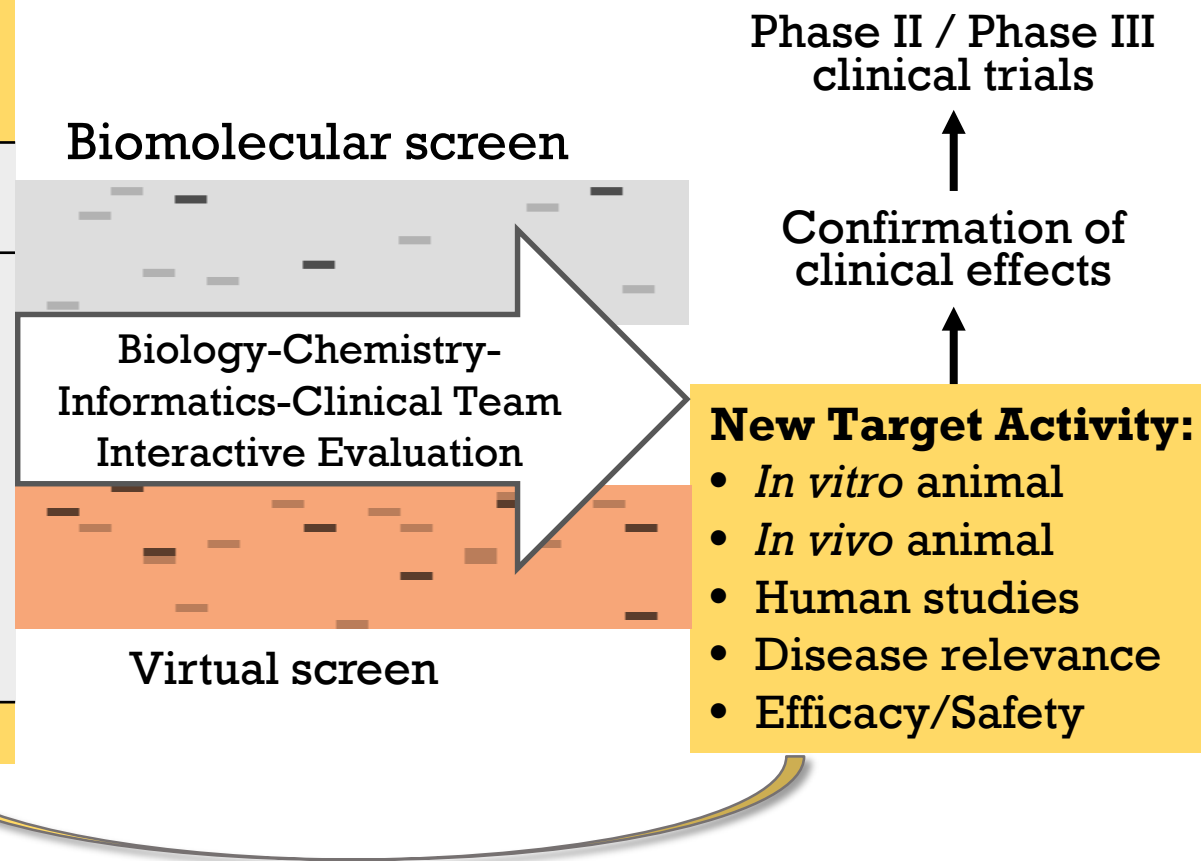 Biomolecular screen
Biology-Chemistry-
Informatics-Clinical Team
Interactive Evaluation
Virtual screen
Phase II / Phase III
clinical trials
Confirmation of
clinical effects
New Target Activity:
• In vitro animal
• In vivo animal
• Human studies
• Disease relevance
• Efficacy/Safety